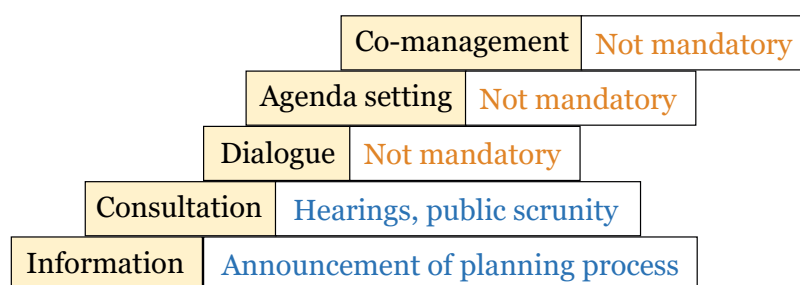 Co-management Not mandatory
Agenda setting Not mandatory
Dialogue Not mandatory
Consultation Hearings, public scrunity
Information Announcement of planning process